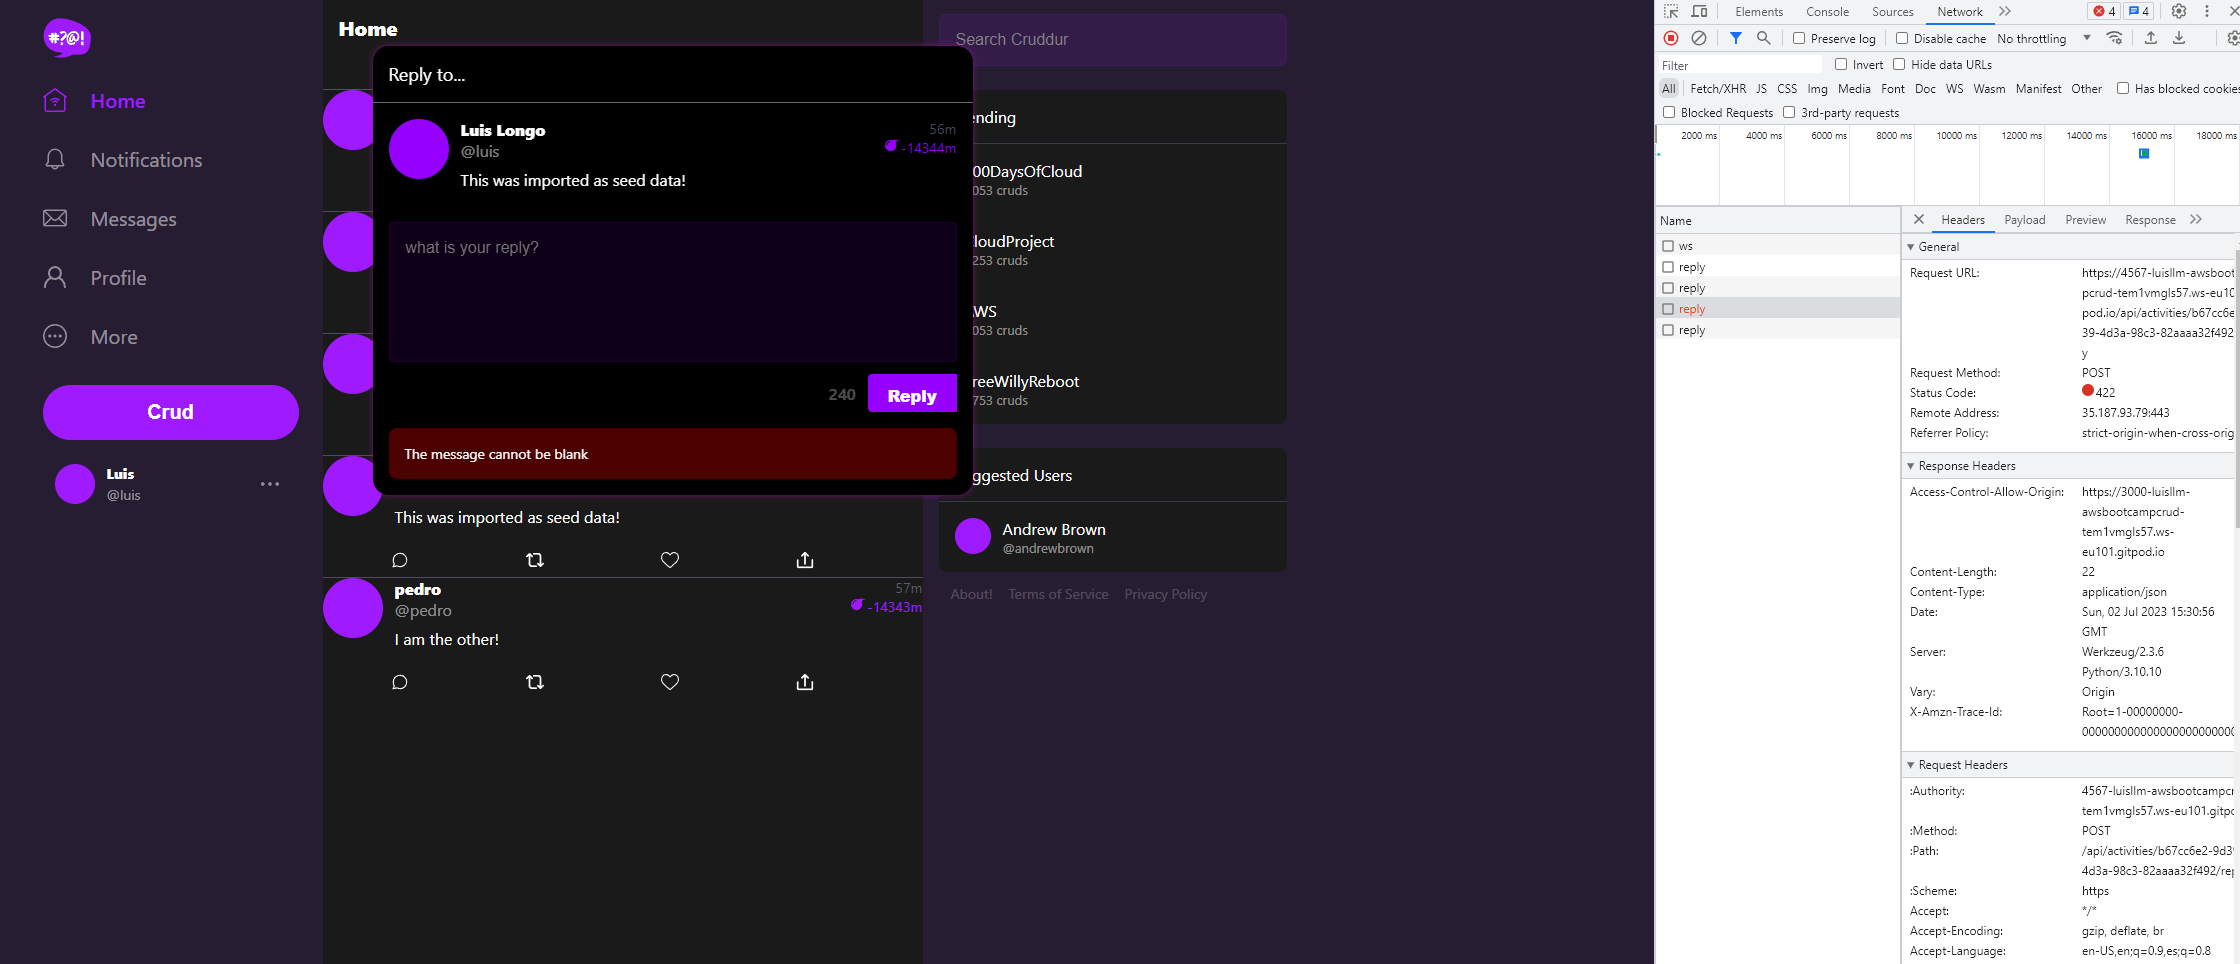 #?@!
Home
Notifications
Messages
Profile
More
Crud
Luis
@luis
Home
Reply to...
Luis Longo
@luis
56m
-14344m
This was imported as seed data!
what is your reply?
240
Reply
The message cannot be blank
This was imported as seed data!
pedro
@pedro
57m
-14343m
I am the other!
Search Cruddur
ending
00DaysOfCloud
053 cruds
loudProject
253 cruds
WS
053 cruds
reeWillyReboot
753 cruds
ggested Users
Andrew Brown
@andrewbrown
About!
Terms of Service
Privacy Policy
Elements
Console
Sources
Network
4
4
Preserve log
Disable cache
No throttling
Filter
Invert
Hide data URLs
All
Fetch/XHR
JS
CSS
Img
Media
Font
Doc
WS
Wasm
Manifest
Other
Has blocked cookies
Blocked Requests
3rd-party requests
2000 ms
4000 ms
6000 ms
8000 ms
10000 ms
12000 ms
14000 ms
16000 ms
18000 ms
Name
ws
reply
reply
reply
reply
Headers
Payload
Preview
Response
General
Request URL:
https://4567-luisllm-awsboot
pcrud-tem1vmgls57.ws-eu10
pod.io/api/activities/b67cc6e
39-4d3a-98c3-82aaaa32f492
y
Request Method:
POST
Status Code:
422
Remote Address:
35.187.93.79:443
Referrer Policy:
strict-origin-when-cross-orig
Response Headers
Access-Control-Allow-Origin:
https://3000-luisllm-
awsbootcampcrud-
tem1vmgls57.ws-
eu101.gitpod.io
Content-Length:
22
Content-Type:
application/json
Date:
Sun, 02 Jul 2023 15:30:56
GMT
Server:
Werkzeug/2.3.6
Python/3.10.10
Vary:
Origin
X-Amzn-Trace-Id:
Root=1-00000000-
000000000000000000000000
Request Headers
:Authority:
4567-luisllm-awsbootcampcr
tem1vmgls57.ws-eu101.gitpo
:Method:
POST
:Path:
/api/activities/b67cc6e2-9d39
4d3a-98c3-82aaaa32f492/rep
:Scheme:
https
Accept:
*/*
Accept-Encoding:
gzip, deflate, br
Accept-Language:
en-US,en;q=0.9,es;q=0.8